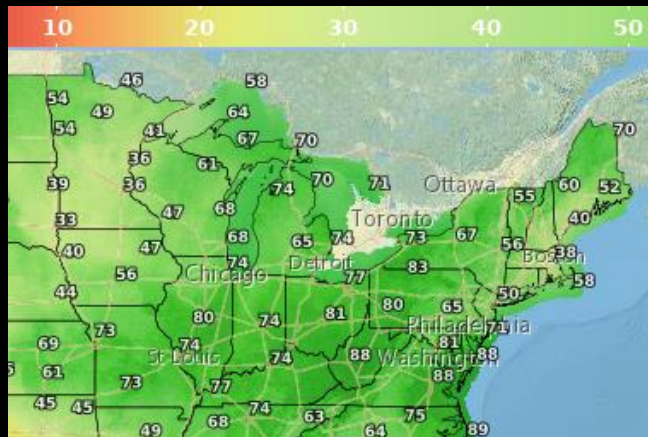 10 20 30 40 50
46 58
54 49 64
54 41 67 70 70
36 61
39 36 74 70 71 Ottawa 55 60 52
33 47 68 Toronto 40
40 47 68 65 74 73 67 56 38
Boston
56 Chicago 74 Detroit 77 83 58
44 50
73 80 74 81 80 65 Philadelphia 71
69 St Louis 74 74 88 Washington 81 88
61 73 77 88
45 45 68 74 63 75
49 64 89